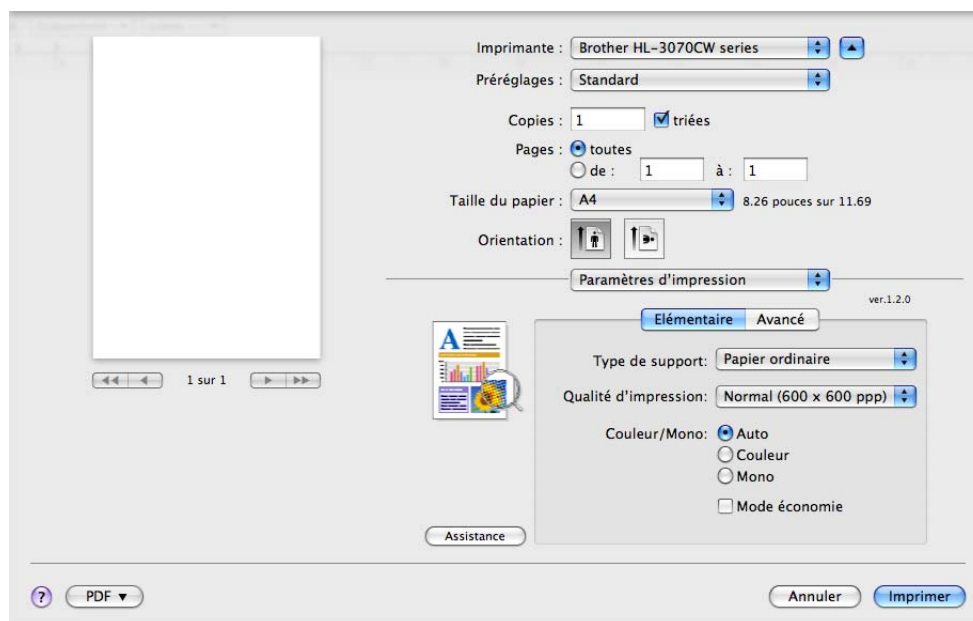 Imprimante : Brother HL-3070CW series
Préréglages : Standard
Copies : 1 triées
Pages : toutes
de : 1 à : 1
Taille du papier : A4 8.26 pouces sur 11.69
Orientation :
Paramètres d'impression
ver.1.2.0
Elémentaire Avancé
A
Type de support: Papier ordinaire
Qualité d'impression: Normal (600 x 600 ppp)
Couleur/Mono: Auto
Couleur
Mono
Mode économie
1 sur 1
Assistance
? PDF Annuler Imprimer